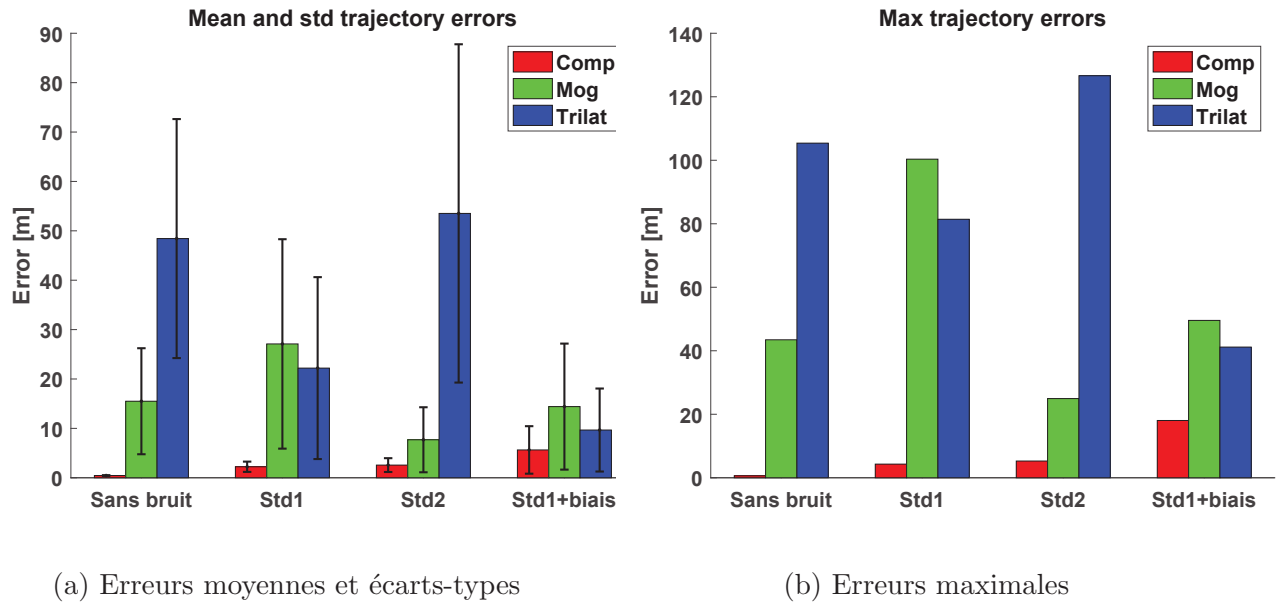 Mean and std trajectory errors
90
80
70
60
50
40
30
20
10
0
Error [m]
Comp
Mog
Trilat
Sans bruit
Std1
Std2
Std1+biais
(a) Erreurs moyennes et écarts-types
Max trajectory errors
140
120
100
80
60
40
20
0
Error [m]
Comp
Mog
Trilat
Sans bruit
Std1
Std2
Std1+biais
(b) Erreurs maximales